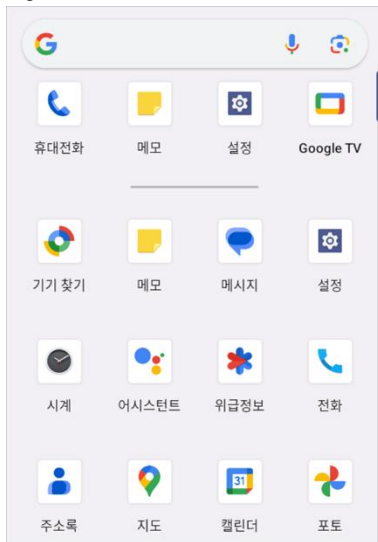 G
휴대전화 메모 설정 Google TV
기기 찾기 메모 메시지 설정
시계 어시스턴트 위급정보 전화
31
주소록 지도 캘린더 포토